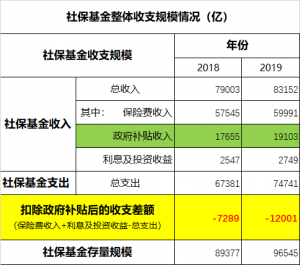 社保基金整体收支规模情况（亿）
社保基金收支规模 年份
2018 2019
社保基金收入 总收入 79003 83152
其中: 保险费收入 57545 59991
政府补贴收入 17655 19103
利息及投资收益 2547 2749
社保基金支出 总支出 67381 74741
扣除政府补贴后的收支差额
(保险费收入+利息及投资收益-总支出) -7289 -12001
社保基金存量规模 89377 96545